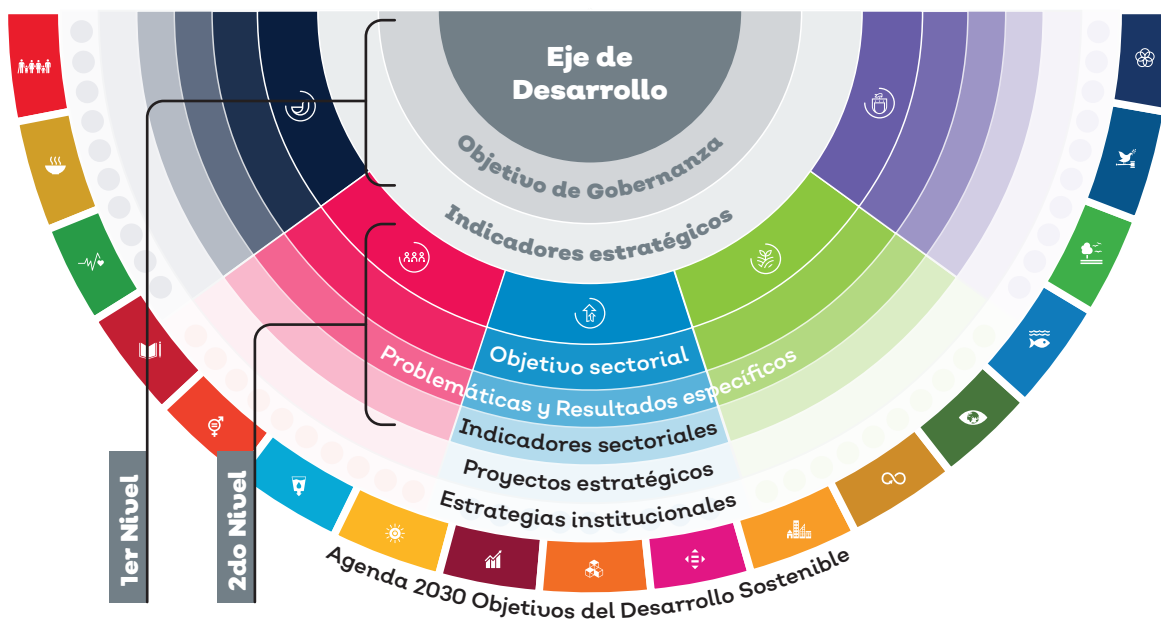 Eje de
Desarrollo
Objetivo de Gobernanza
Indicadores estratégicos
Objetivo sectorial
Problemáticas y Resultados específicos
Indicadores sectoriales
Proyectos estratégicos
Estrategias institucionales
Agenda 2030 Objetivos del Desarrollo Sostenible
1er Nivel
2do Nivel